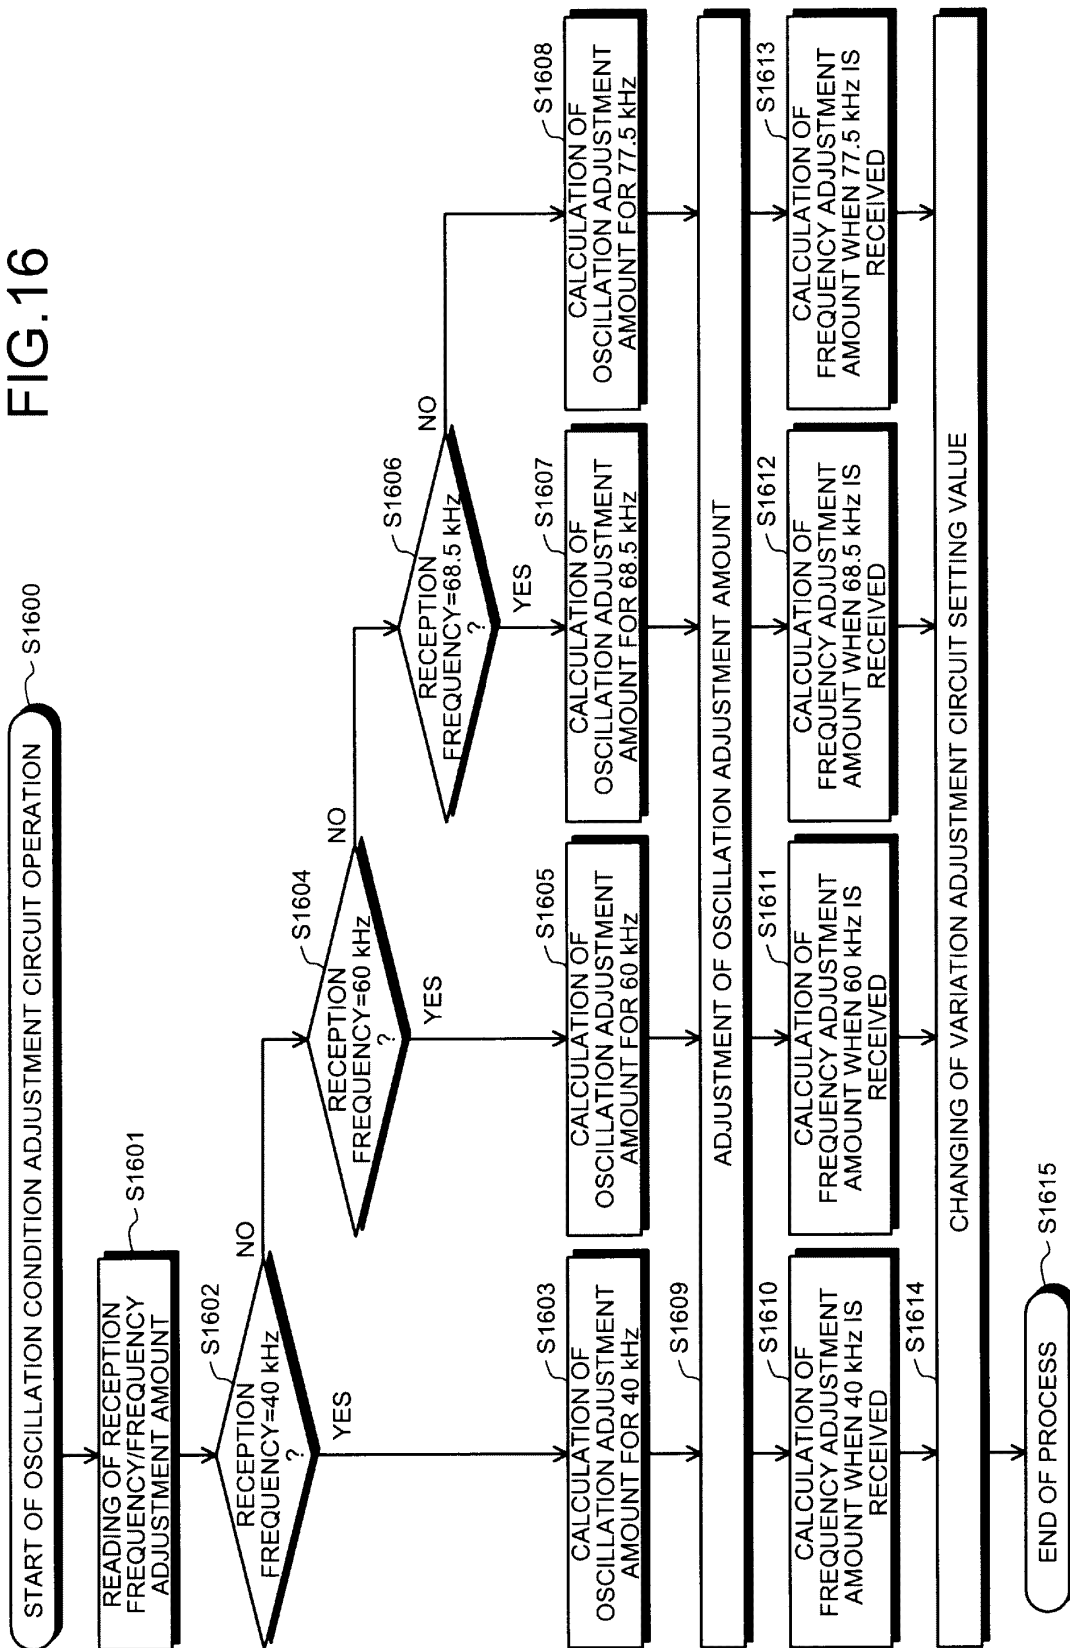 FIG.16
START OF OSCILLATION CONDITION ADJUSTMENT CIRCUIT OPERATION
S1600
READING OF RECEPTION
FREQUENCY/FREQUENCY
ADJUSTMENT AMOUNT
S1601
RECEPTION
FREQUENCY=40 kHz
?
S1602
NO
YES
RECEPTION
FREQUENCY=60 kHz
?
S1604
NO
YES
RECEPTION
FREQUENCY=68.5 kHz
?
S1606
NO
YES
CALCULATION OF
OSCILLATION ADJUSTMENT
AMOUNT FOR 40 kHz
S1603
CALCULATION OF
OSCILLATION ADJUSTMENT
AMOUNT FOR 60 kHz
S1605
CALCULATION OF
OSCILLATION ADJUSTMENT
AMOUNT FOR 68.5 kHz
S1607
CALCULATION OF
OSCILLATION ADJUSTMENT
AMOUNT FOR 77.5 kHz
S1608
S1609
ADJUSTMENT OF OSCILLATION ADJUSTMENT AMOUNT
CALCULATION OF
FREQUENCY ADJUSTMENT
AMOUNT WHEN 40 kHz IS
RECEIVED
S1610
CALCULATION OF
FREQUENCY ADJUSTMENT
AMOUNT WHEN 60 kHz IS
RECEIVED
S1611
CALCULATION OF
FREQUENCY ADJUSTMENT
AMOUNT WHEN 68.5 kHz IS
RECEIVED
S1612
CALCULATION OF
FREQUENCY ADJUSTMENT
AMOUNT WHEN 77.5 kHz IS
RECEIVED
S1613
S1614
CHANGING OF VARIATION ADJUSTMENT CIRCUIT SETTING VALUE
END OF PROCESS
S1615